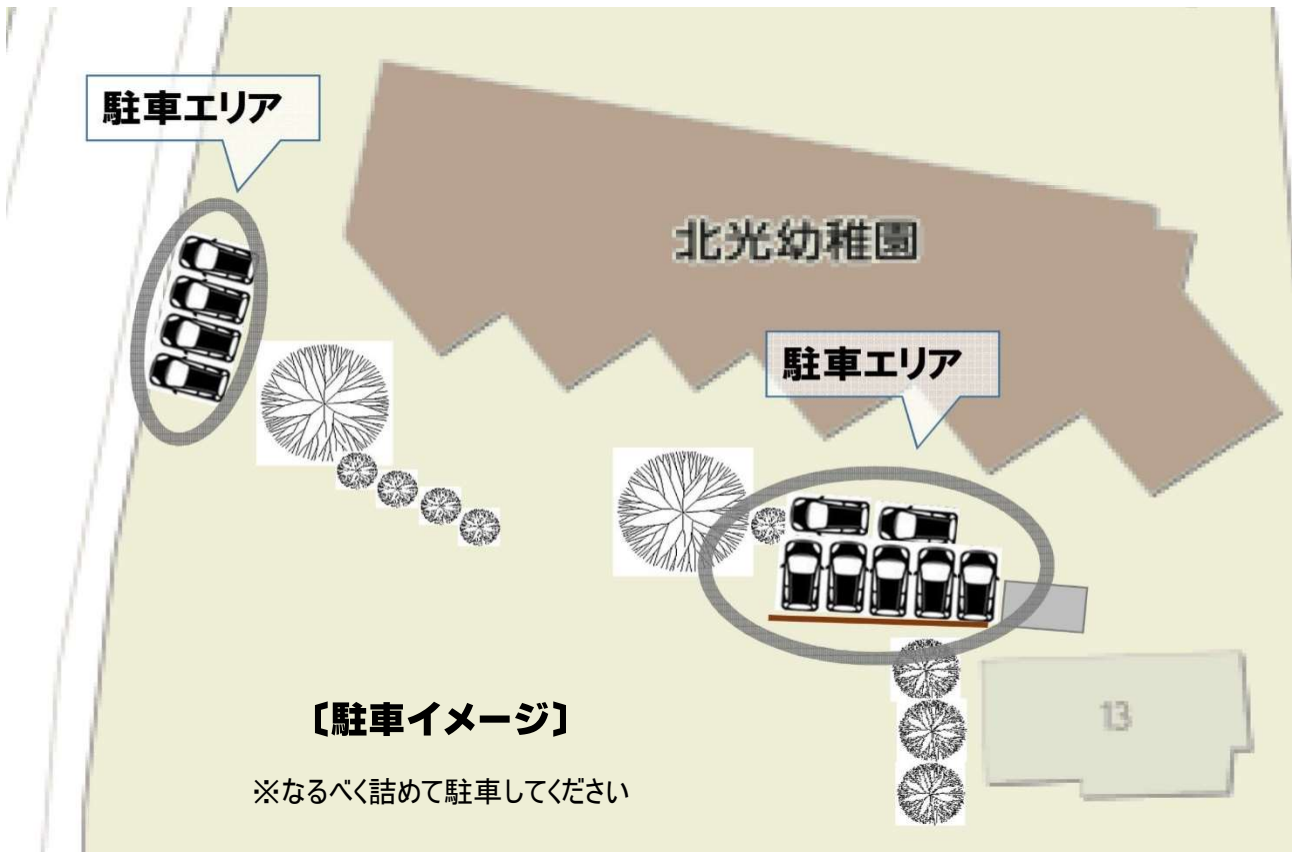 駐車エリア
北光幼稚園
駐車エリア
13
〔駐車イメージ〕
※なるべく詰めて駐車してください